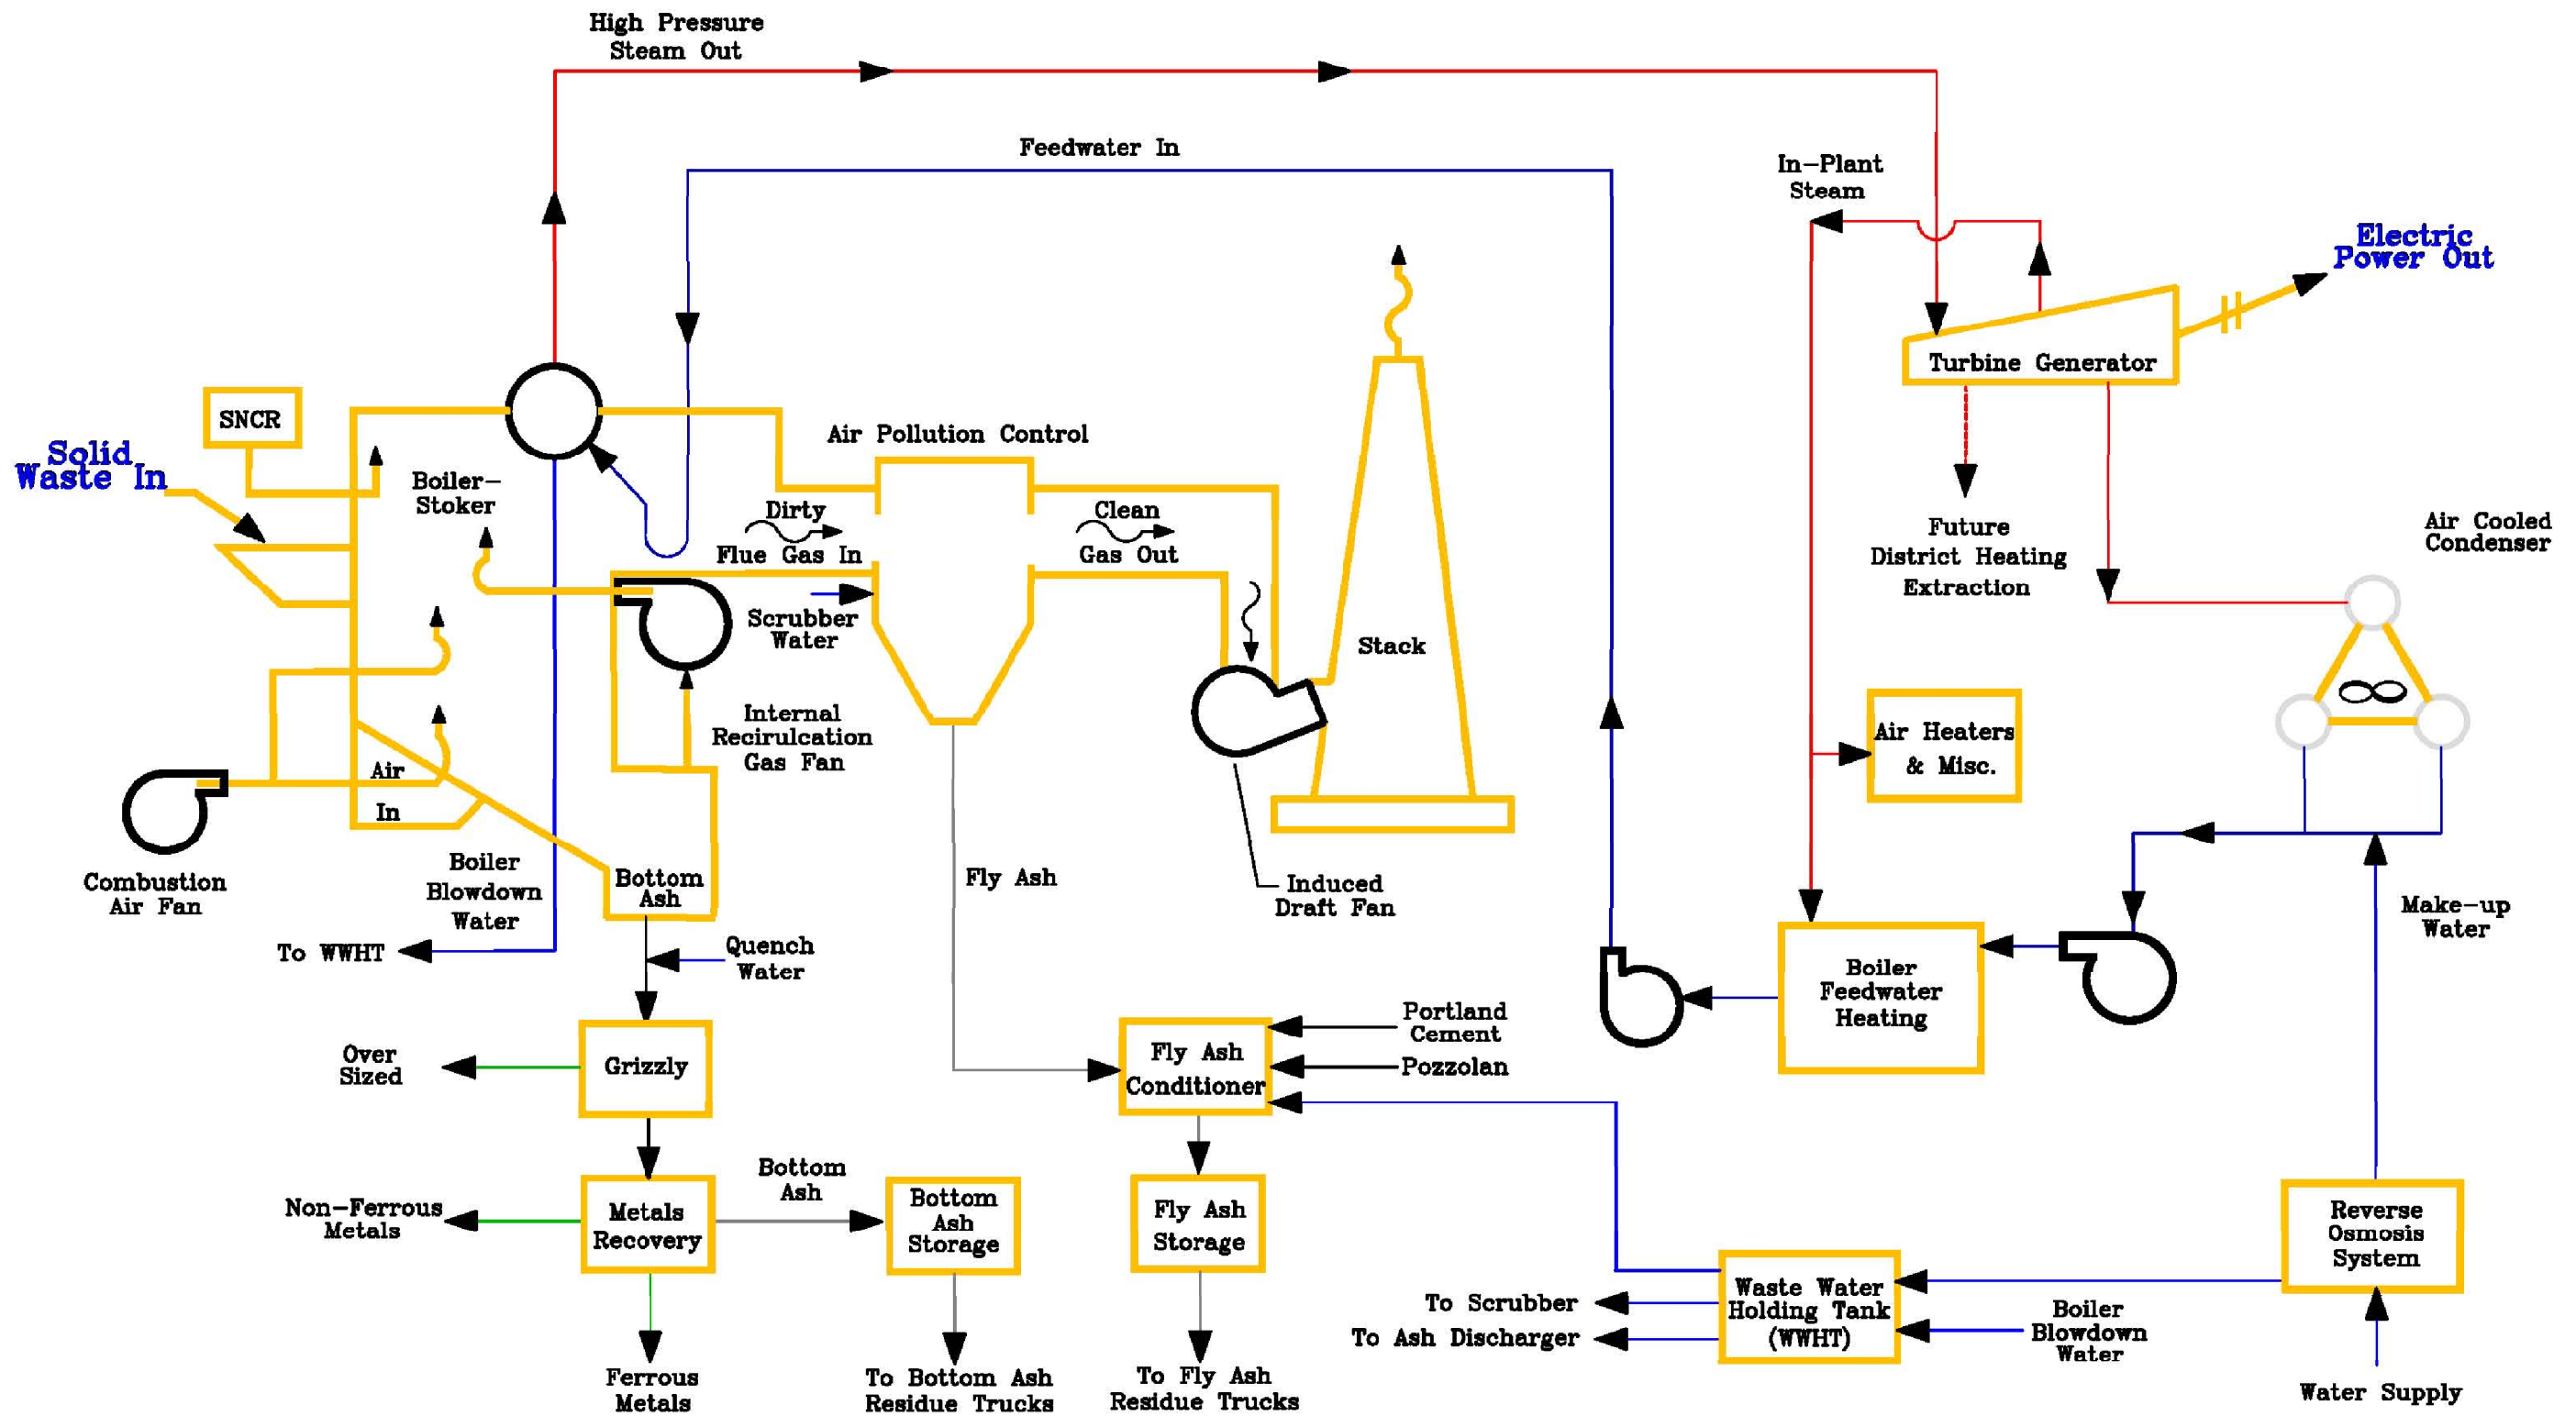 High Pressure
Steam Out
Feedwater In
In-Plant
Steam
Electric
Power Out
Turbine Generator
SNCR
Solid
Waste In
Boiler-
Stoker
Air Pollution Control
Dirty
Flue Gas In
Clean
Gas Out
Scrubber
Water
Stack
Future
District Heating
Extraction
Air Cooled
Condenser
Internal
Recirulcation
Gas Fan
Air Heaters
& Misc.
Air
In
Combustion
Air Fan
Boiler
Blowdown
Water
To WWHT
Bottom
Ash
Quench
Water
Fly Ash
Induced
Draft Fan
Make-up
Water
Boiler
Feedwater
Heating
Portland
Cement
Pozzolan
Over
Sized
Grizzly
Fly Ash
Conditioner
Non-Ferrous
Metals
Metals
Recovery
Bottom
Ash
Bottom
Ash
Storage
Fly Ash
Storage
Reverse
Osmosis
System
To Scrubber
To Ash Discharger
Waste Water
Holding Tank
(WWHT)
Boiler
Blowdown
Water
Ferrous
Metals
To Bottom Ash
Residue Trucks
To Fly Ash
Residue Trucks
Water Supply